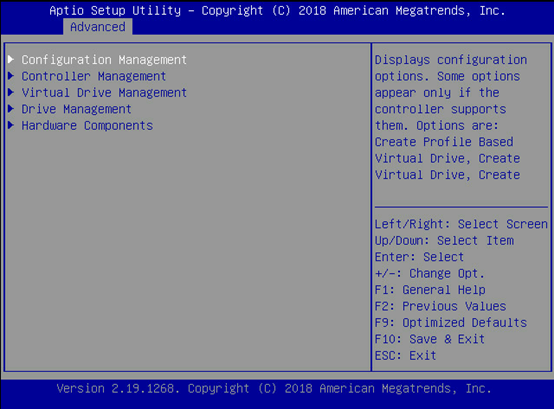 Aptio Setup Utility – Copyright (C) 2018 American Megatrends, Inc.
Advanced
Configuration Management
Controller Management
Virtual Drive Management
Drive Management
Hardware Components
Displays configuration
options. Some options
appear only if the
controller supports
them. Options are:
Create Profile Based
Virtual Drive, Create
Virtual Drive, Create
Left/Right: Select Screen
Up/Down: Select Item
Enter: Select
+/-: Change Opt.
F1: General Help
F2: Previous Values
F9: Optimized Defaults
F10: Save & Exit
ESC: Exit
Version 2.19.1268. Copyright (C) 2018 American Megatrends, Inc.